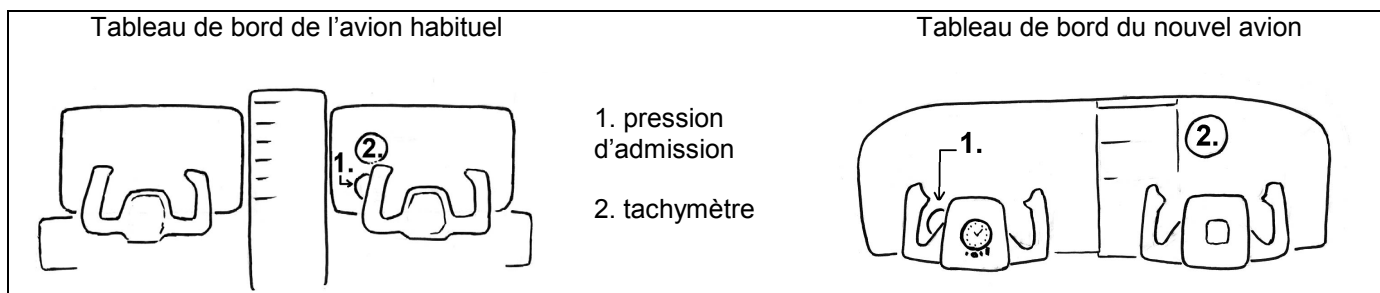 Tableau de bord de l’avion habituel
Tableau de bord du nouvel avion
1.
2.
1. pression
d’admission
2. tachymètre
1.
2.